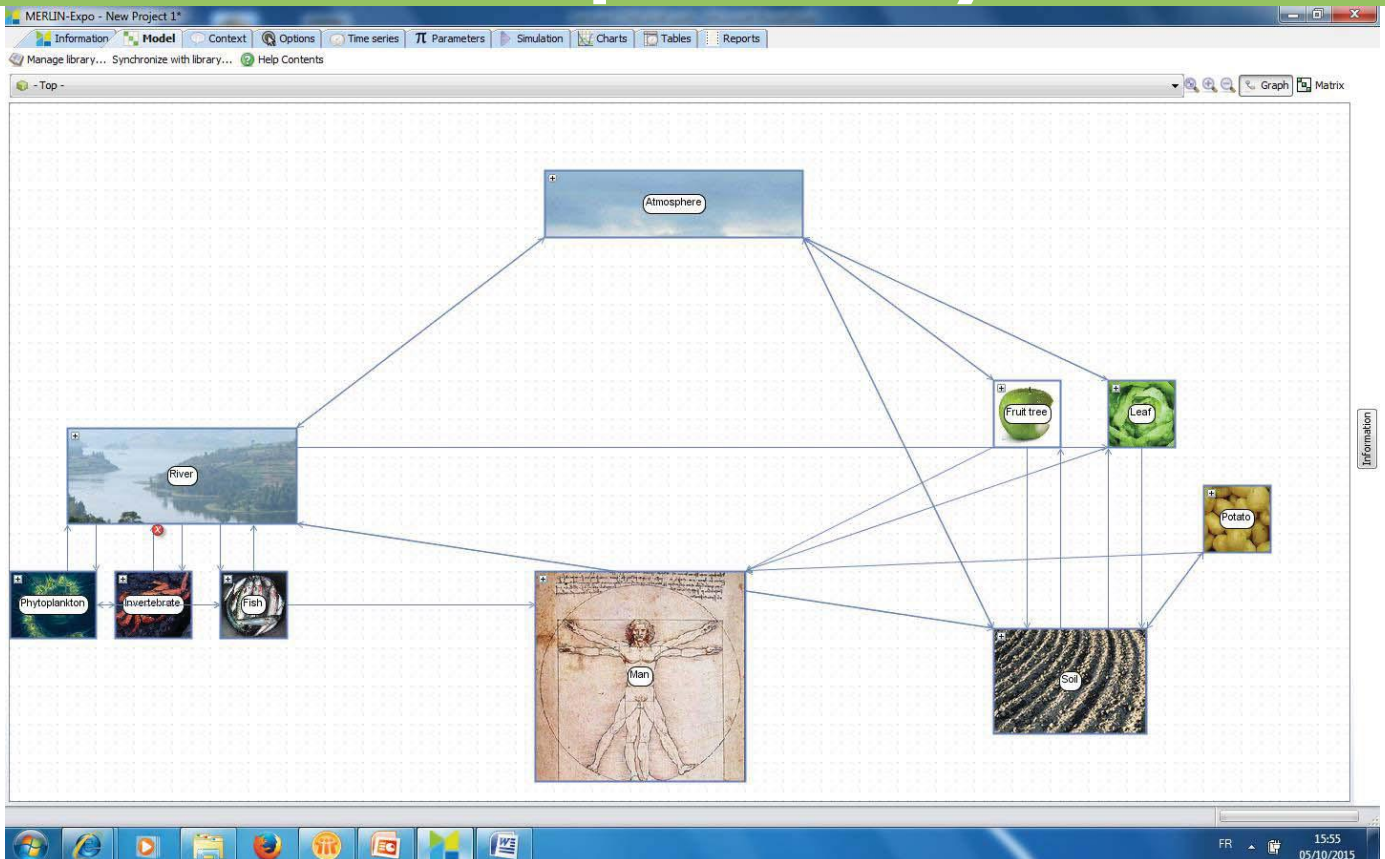 MERLIN-Expo - New Project 1*
Information Model Context Options Time series π Parameters Simulation Charts Tables Reports
Manage library... Synchronize with library... Help Contents
- Top - Graph Matrix
Atmosphere
Fruit tree Leaf
Information
River
Potato
Phytoplankton Invertebrate Fish
Man Soil
FR 15:55
05/10/2015